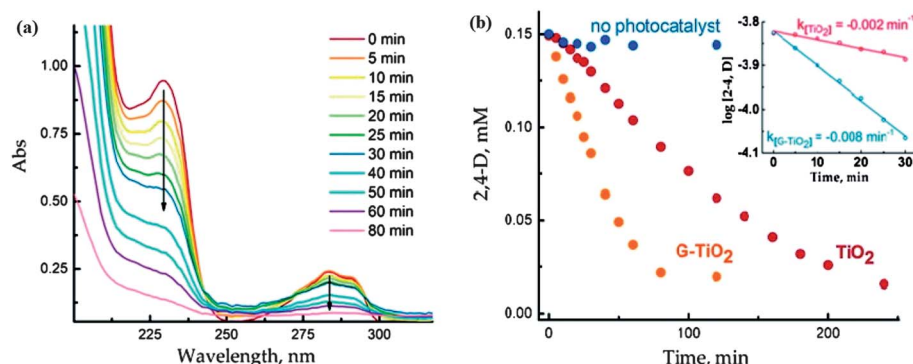 (a)
Abs
1.00
0.75
0.50
0.25
225
250
275
300
Wavelength, nm
0 min
5 min
10 min
15 min
20 min
25 min
30 min
40 min
50 min
60 min
80 min
(b)
2,4-D, mM
0.20
0.15
0.10
0.05
0.00
0
100
200
Time, min
no photocatalyst
G-TiO₂
TiO₂
log [2-4, D]
-3.8
-3.9
-4.0
-4.1
0
10
20
30
Time, min
k[TiO₂] = -0.002 min⁻¹
k[G-TiO₂] = -0.008 min⁻¹